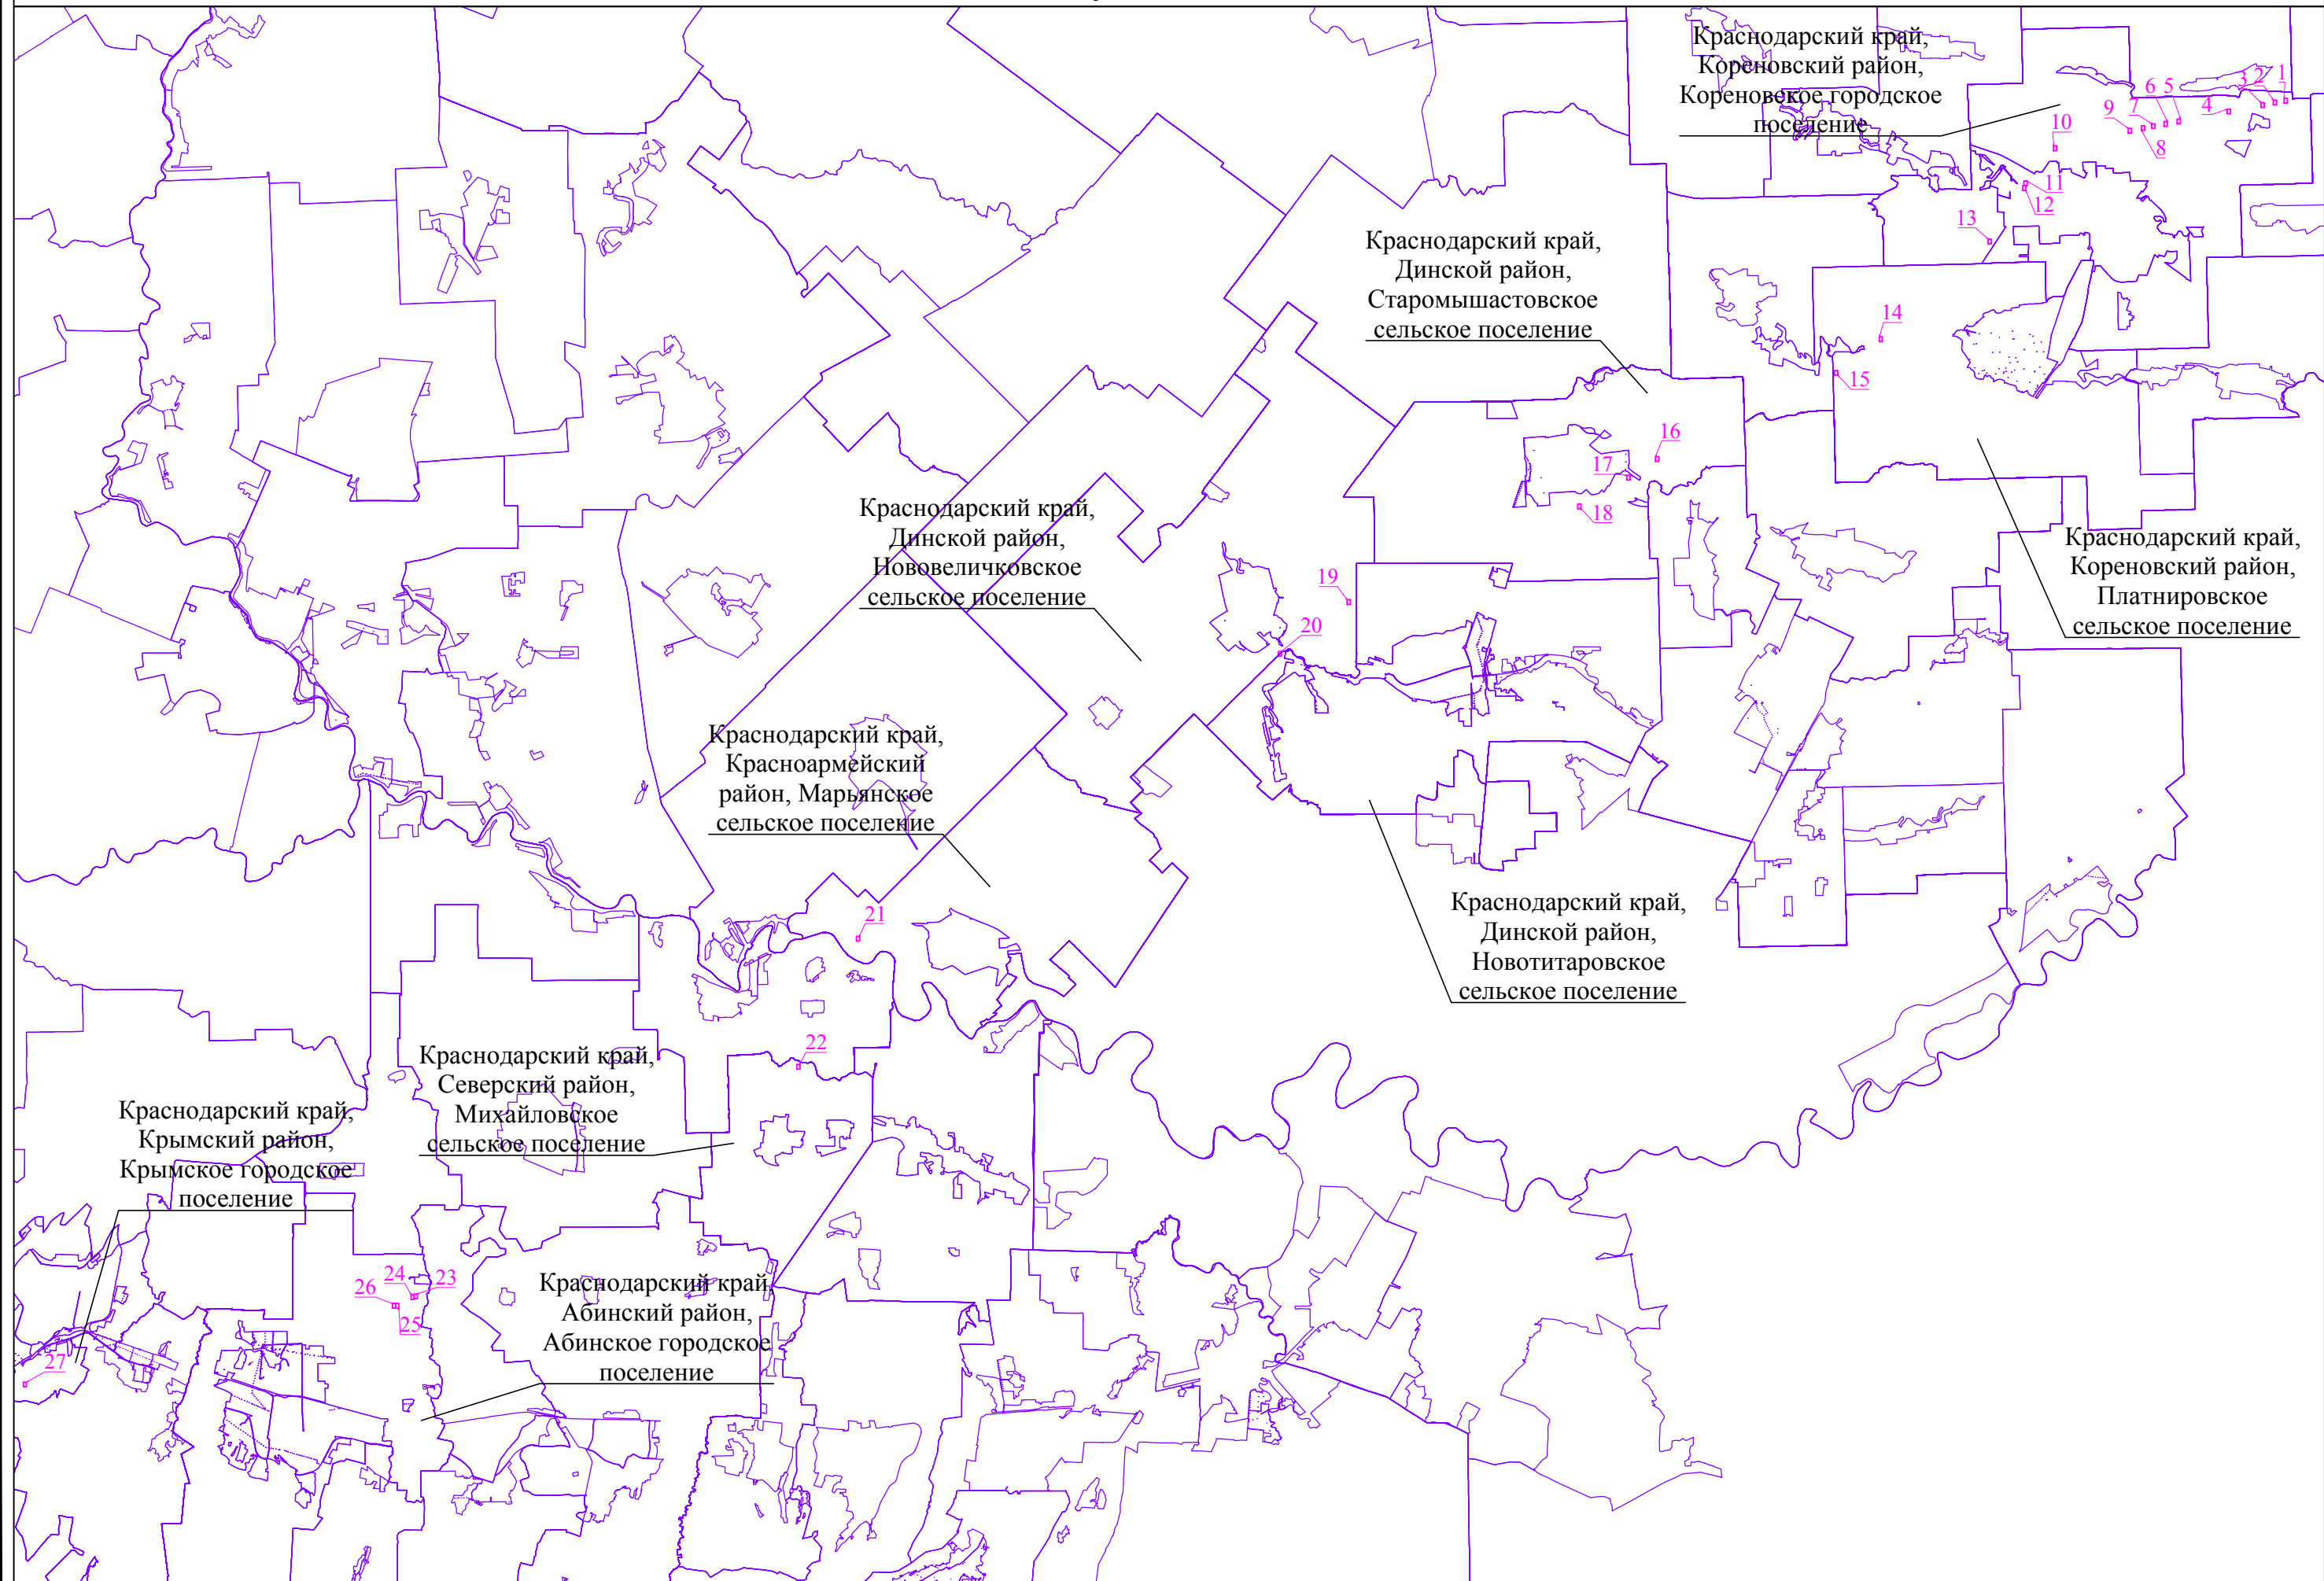 Краснодарский край,
Кореновский район,
Кореновское городское
поселение
1
2
3
4
5
6
7
8
9
10
11
12
13
Краснодарский край,
Динской район,
Старомышастовское
сельское поселение
14
15
16
17
18
Краснодарский край,
Динской район,
Нововеличковское
сельское поселение
Краснодарский край,
Кореновский район,
Платнировское
сельское поселение
19
20
Краснодарский край,
Красноармейский
район, Марьянское
сельское поселение
21
Краснодарский край,
Динской район,
Новотитаровское
сельское поселение
22
Краснодарский край,
Северский район,
Михайловское
сельское поселение
Краснодарский край,
Крымский район,
Крымское городское
поселение
23
24
25
26
Краснодарский край,
Абинский район,
Абинское городское
поселение
27